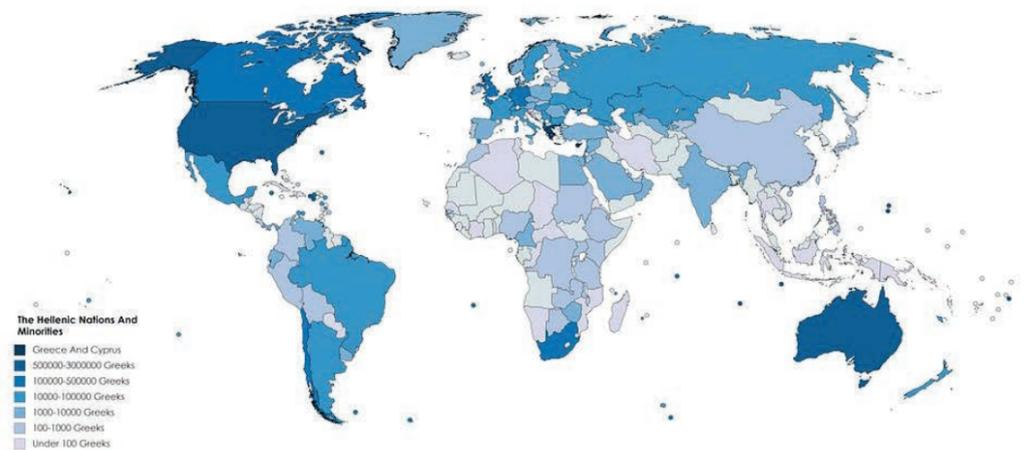 The Hellenic Nations And
Minorities
Greece And Cyprus
500000-3000000 Greeks
100000-500000 Greeks
10000-100000 Greeks
1000-10000 Greeks
100-1000 Greeks
Under 100 Greeks